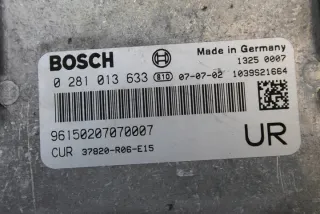 BOSCH Made in Germany
1325 0007
0 281 013 633 810 07-07-02 1039S21664
96150207070007
CUR 37820-R06-E15 UR